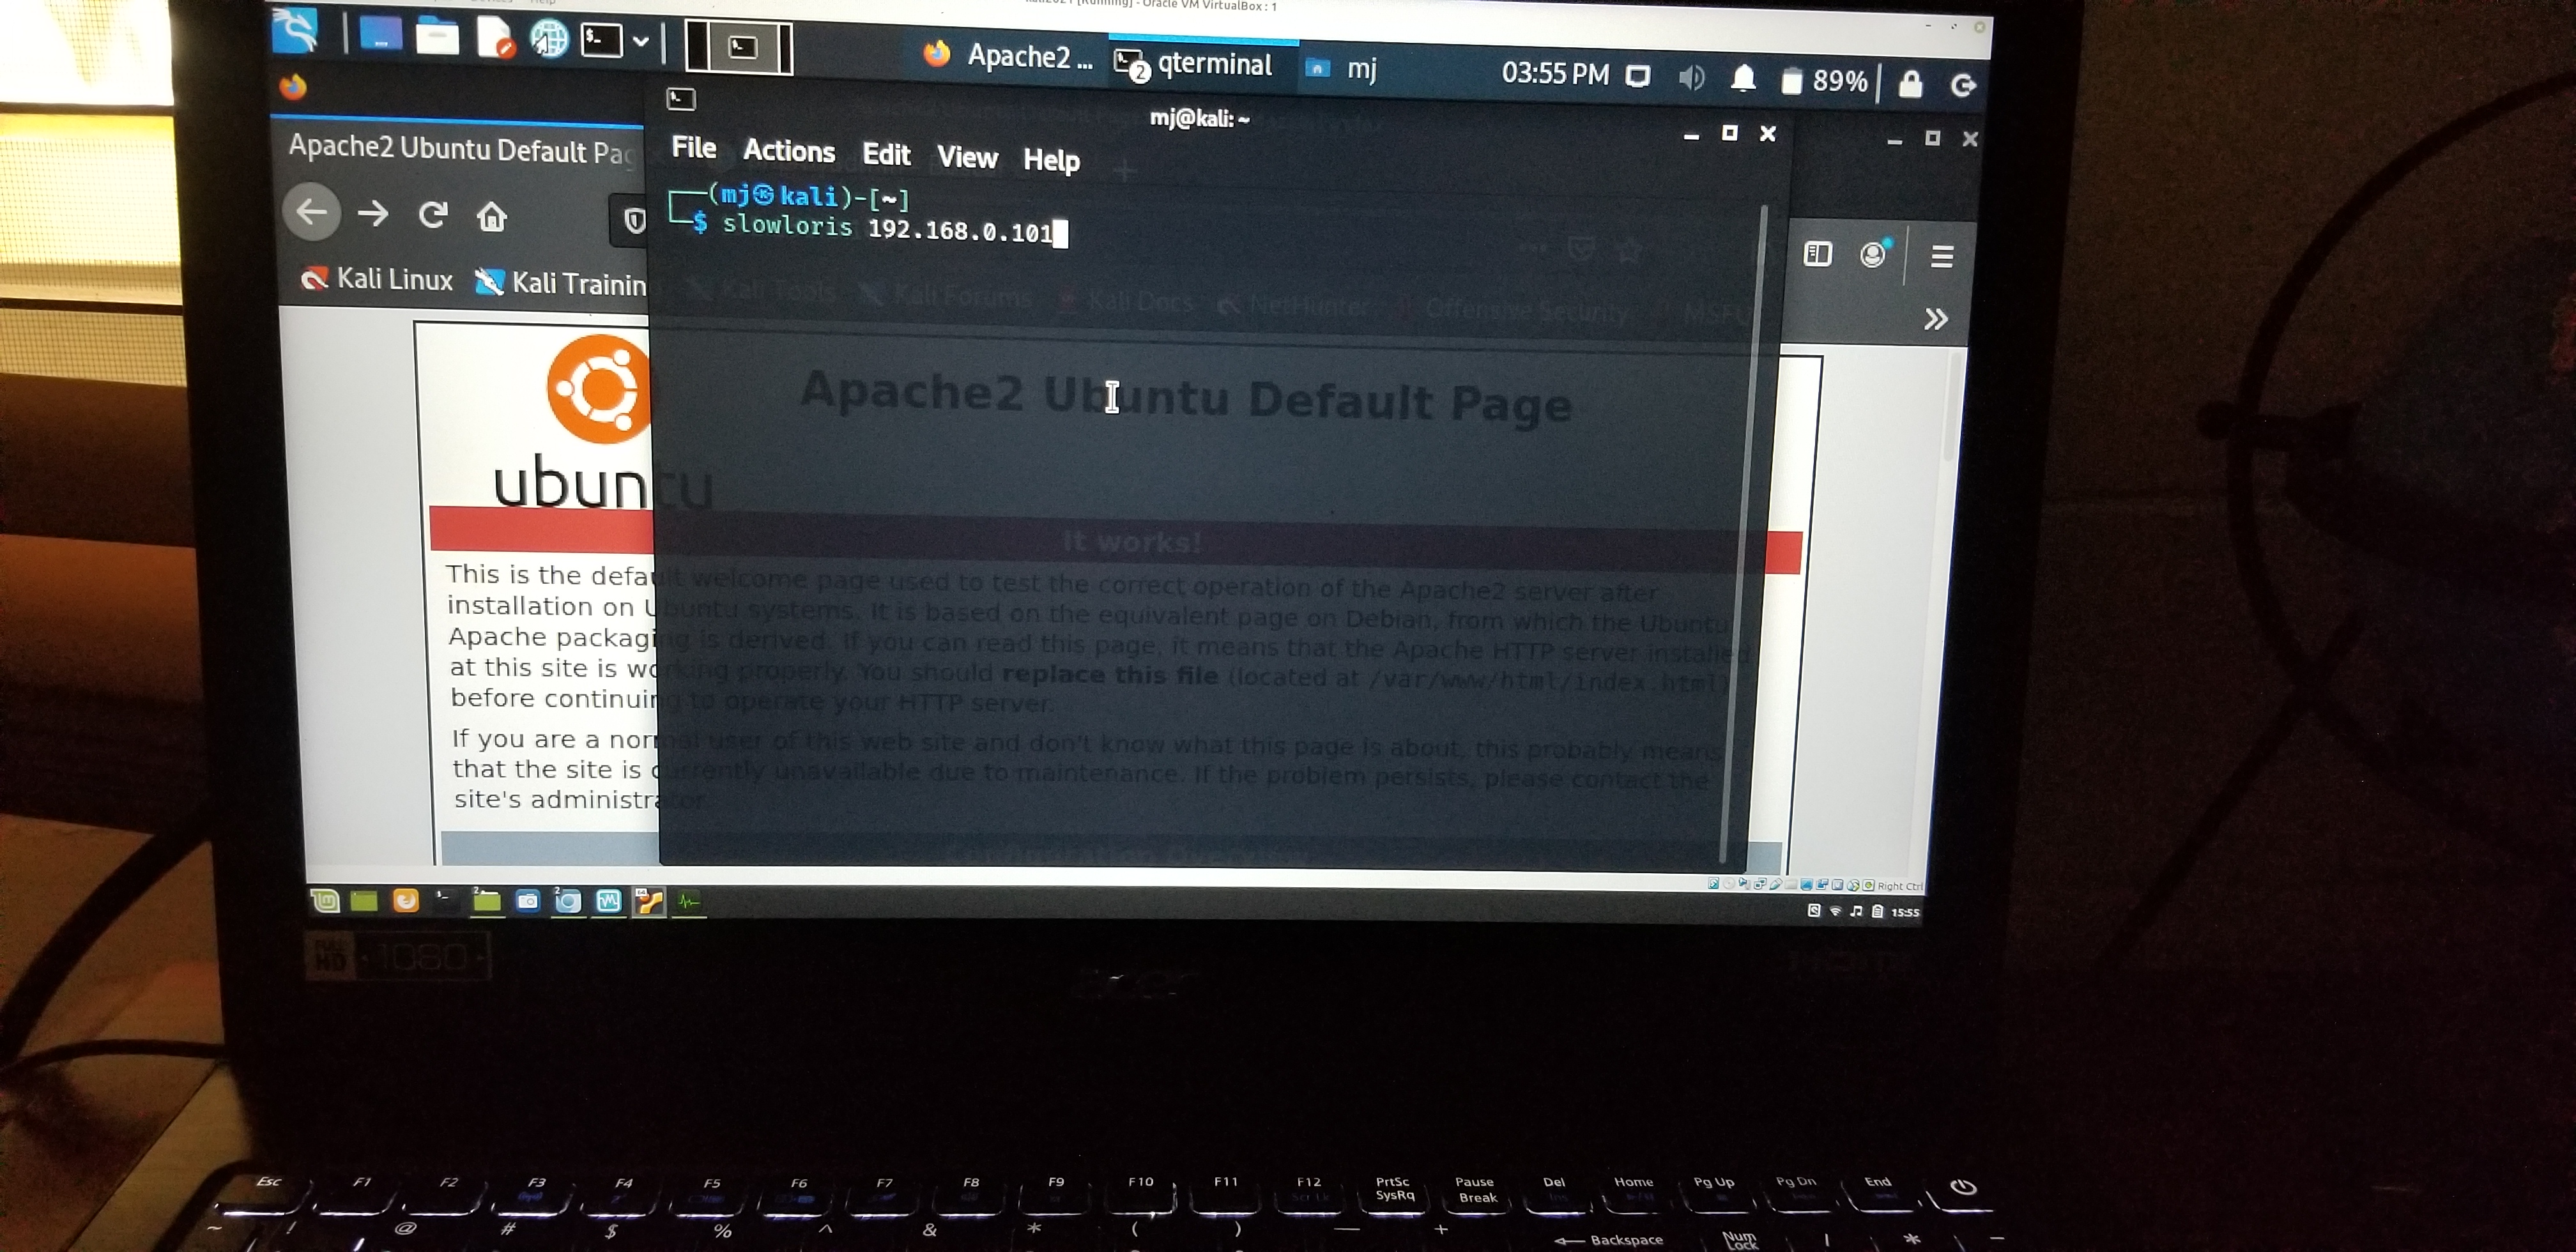 [Running] - Oracle VM VirtualBox : 1
Apache2 ...
2
qterminal
mj
03:55 PM
89%
mj@kali: ~
Apache2 Ubuntu Default Pag
File Actions Edit View Help
(mj㉿kali)-[~]
$ slowloris 192.168.0.101
Kali Linux
Kali Trainin
Kali Tools
Kali Forums
Kali Docs
NetHunter
Offensive Security
MSFU
Apache2 Ubuntu Default Page
ubuntu
It works!
This is the default welcome page used to test the correct operation of the Apache2 server after
installation on Ubuntu systems. It is based on the equivalent page on Debian, from which the Ubuntu
Apache packaging is derived. If you can read this page, it means that the Apache HTTP server installed
at this site is working properly. You should replace this file (located at /var/www/html/index.html)
before continuing to operate your HTTP server.
If you are a normal user of this web site and don't know what this page is about, this probably means
that the site is currently unavailable due to maintenance. If the problem persists, please contact the
site's administrator
Right Ctrl
15:55
FULL HD 1080
acer
Esc F1 F2 F3 F4 F5 F6 F7 F8 F9 F10 F11 F12 PrtSc Pause Del Home Pg Up Pg Dn End
SysRq Break
Scr Lk Ins
~ ! @ # $ % ^ & * ( ) — + Backspace Num / * –
Lock